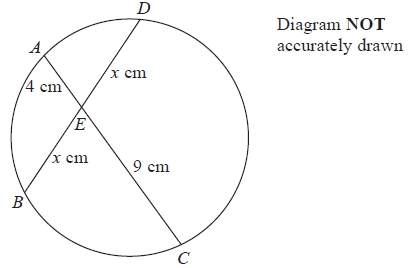 D
Diagram NOT
accurately drawn
A
x cm
4 cm
E
x cm
9 cm
B
C